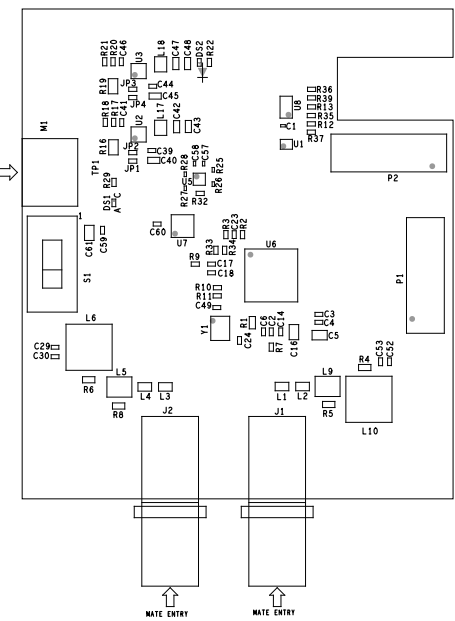 R21 R20 C46 U3 L18 C47 C48 DS2 R22
R19 JP3 C44
JP4 C45
R36
R39
U8 R13
R35
C1 R12
R37
U1
M1 R18 R17 C41 U2 L17 C42 C43
R16 JP2 C39
JP1 C40
TP1 R28 C58 C57 R25
U5
R27 R26
R32
P2
R29
DS1 C
A
1
S1
C61 C59 C60 U7
R3 C23 R2
R33 R34 U6
R9 C17
C18
R10
R11
C49
P1
L6
C29
C30
Y1 C24 R1 C6 C2 C14
R7 C16
C3
C4
C5
R4 C53 C52
R6 L5
R8
L4 L3
L1 L2
L9
R5
L10
J2 J1
MATE ENTRY MATE ENTRY